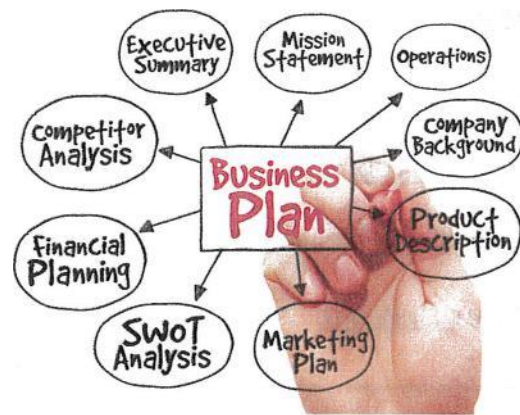 Executive
Summary
Mission
Statement
Operations
Competitor
Analysis
Company
Background
Business
Plan
Product
Description
Financial
Planning
SWOT
Analysis
Marketing
Plan